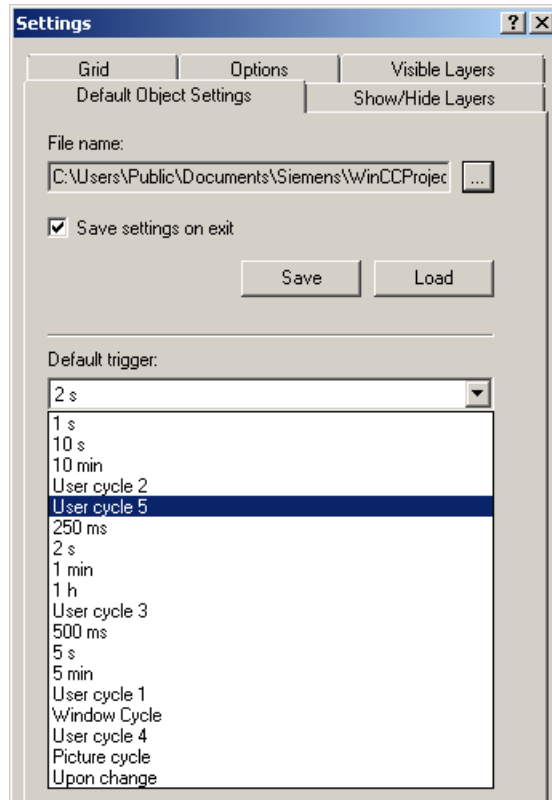 Settings
Grid Options Visible Layers
Default Object Settings Show/Hide Layers
File name:
C:\Users\Public\Documents\Siemens\WinCCProjec ...
Save settings on exit
Save Load
Default trigger:
2 s
1 s
10 s
10 min
User cycle 2
User cycle 5
250 ms
2 s
1 min
1 h
User cycle 3
500 ms
5 s
5 min
User cycle 1
Window Cycle
User cycle 4
Picture cycle
Upon change